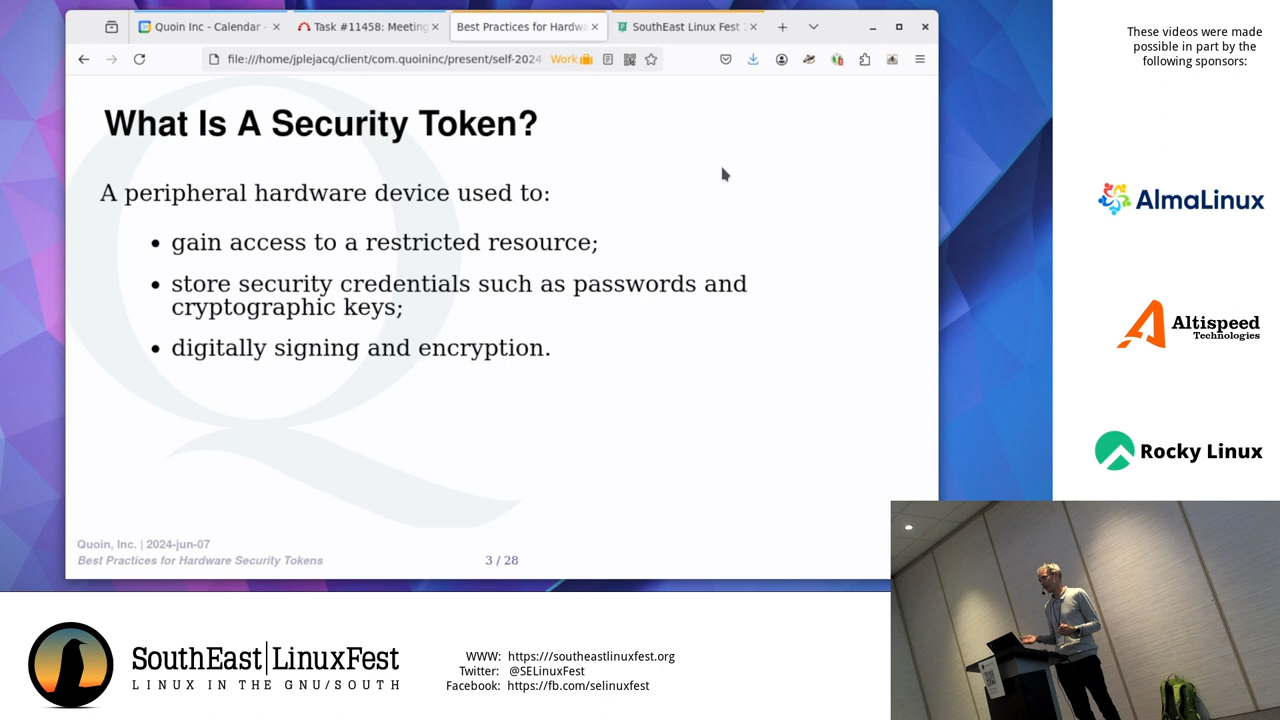 Quoin Inc - Calendar -
Task #11458: Meeting
Best Practices for Hardwa
SouthEast Linux Fest 2
file:///home/jplejacq/client/com.quoininc/present/self-2024-
Work
What Is A Security Token?
A peripheral hardware device used to:
• gain access to a restricted resource;
• store security credentials such as passwords and
cryptographic keys;
• digitally signing and encryption.
Quoin, Inc. | 2024-jun-07
Best Practices for Hardware Security Tokens
3 / 28
These videos were made
possible in part by the
following sponsors:
AlmaLinux
Altispeed
Technologies
Rocky Linux
SouthEast|LinuxFest
LINUX IN THE GNU/SOUTH
WWW: https:///southeastlinuxfest.org
Twitter: @SELinuxFest
Facebook: https://fb.com/selinuxfest